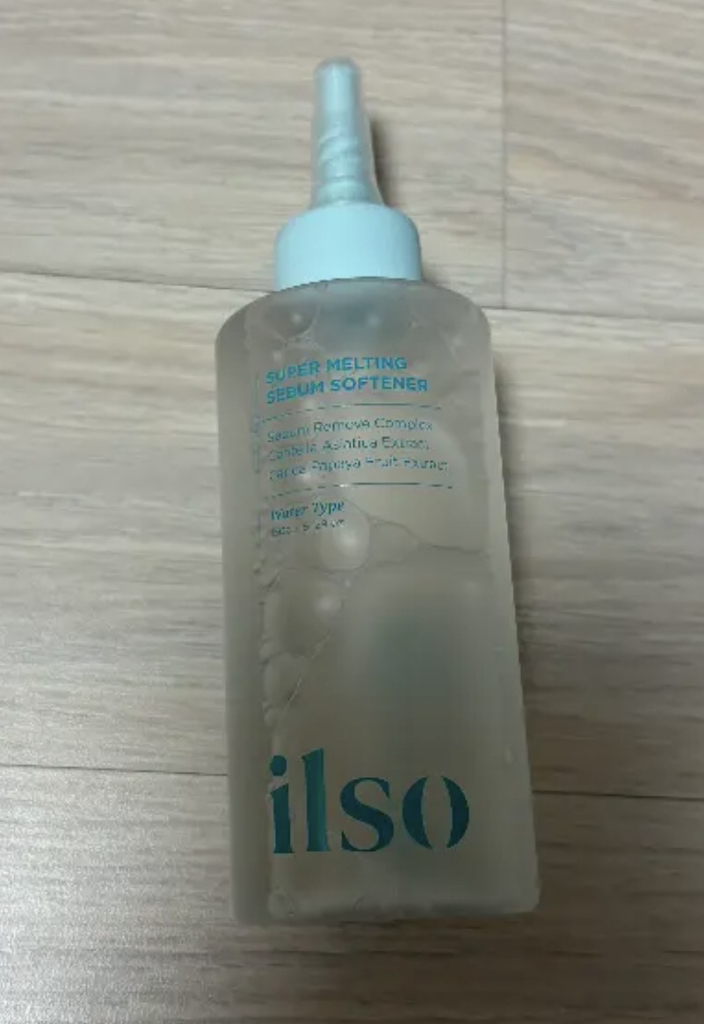 SUPER MELTING
SEBUM SOFTENER
Sebum Remove Complex
Centella Asiatica Extract
Carica Papaya Fruit Extract
Water Type
ilso